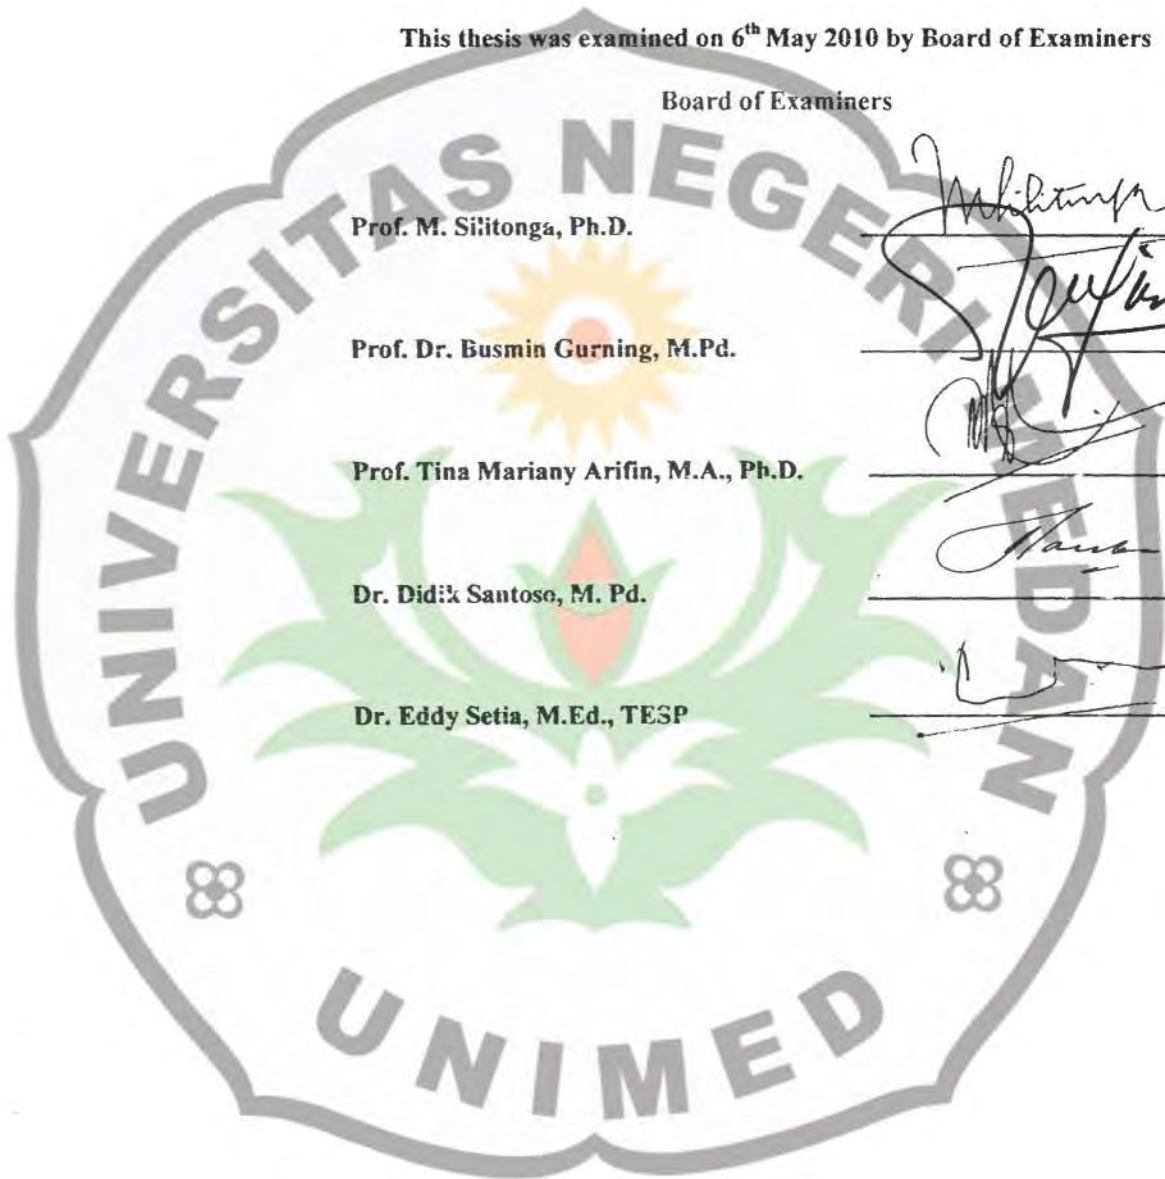 This thesis was examined on 6th May 2010 by Board of Examiners
Board of Examiners
Prof. M. Silitonga, Ph.D.
Prof. Dr. Busmin Gurning, M.Pd.
Prof. Tina Mariany Arifin, M.A., Ph.D.
Dr. Didik Santoso, M. Pd.
Dr. Eddy Setia, M.Ed., TESP
UNIVERSITAS NEGERI MEDAN
UNIMED